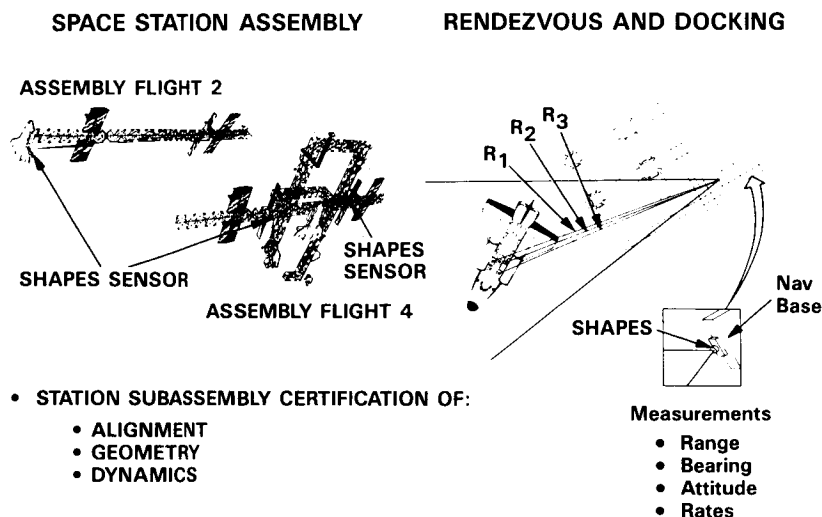 SPACE STATION ASSEMBLY
ASSEMBLY FLIGHT 2
SHAPES SENSOR
SHAPES
SENSOR
ASSEMBLY FLIGHT 4
• STATION SUBASSEMBLY CERTIFICATION OF:
• ALIGNMENT
• GEOMETRY
• DYNAMICS
RENDEZVOUS AND DOCKING
R1
R2
R3
SHAPES
Nav
Base
Measurements
• Range
• Bearing
• Attitude
• Rates